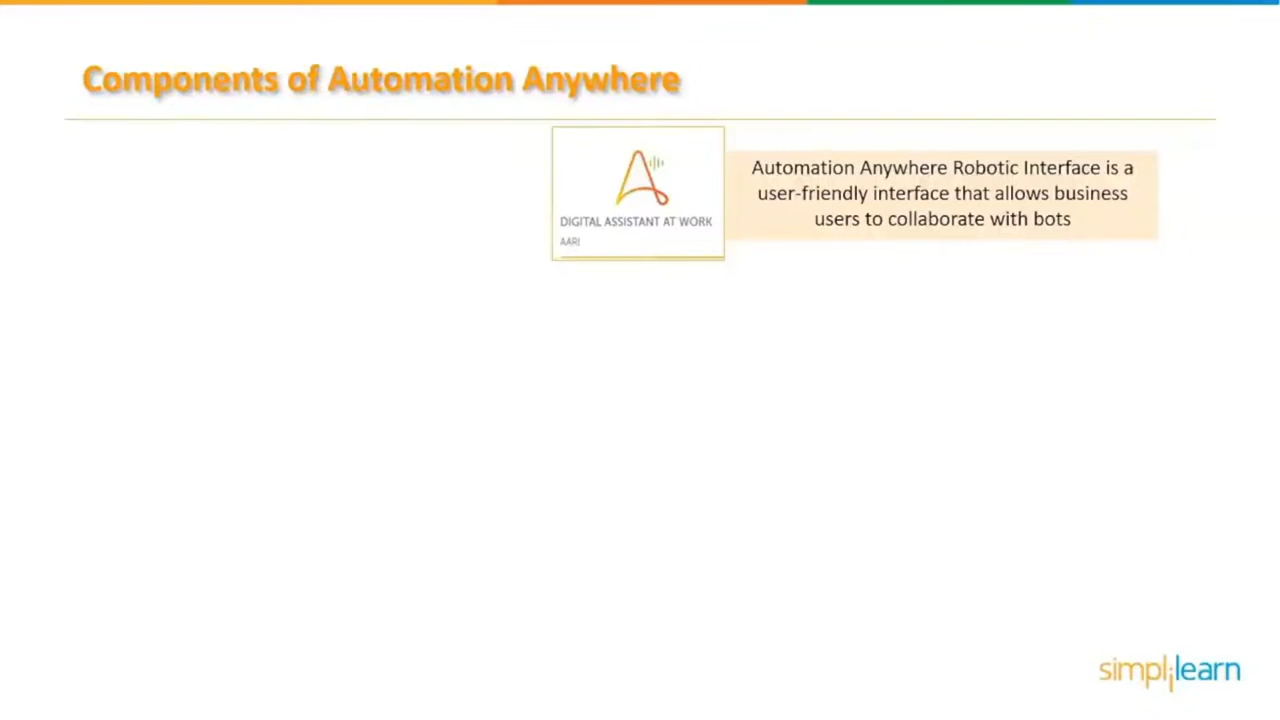 Components of Automation Anywhere
DIGITAL ASSISTANT AT WORK
AARI
Automation Anywhere Robotic Interface is a
user-friendly interface that allows business
users to collaborate with bots
simplilearn